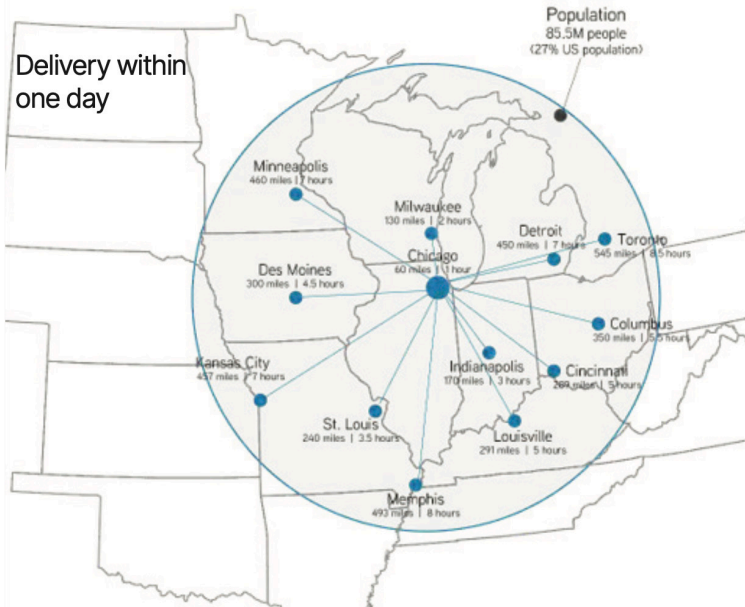 Population
85.5M people
(27% US population)
Delivery within
one day
Minneapolis
460 miles | 7 hours
Milwaukee
130 miles | 2 hours
Detroit
450 miles | 7 hours
Toronto
545 miles | 8.5 hours
Chicago
60 miles | 1 hour
Des Moines
300 miles | 4.5 hours
Columbus
350 miles | 5.5 hours
Kansas City
457 miles | 7 hours
Indianapolis
170 miles | 3 hours
Cincinnati
289 miles | 5 hours
St. Louis
240 miles | 3.5 hours
Louisville
291 miles | 5 hours
Memphis
493 miles | 8 hours